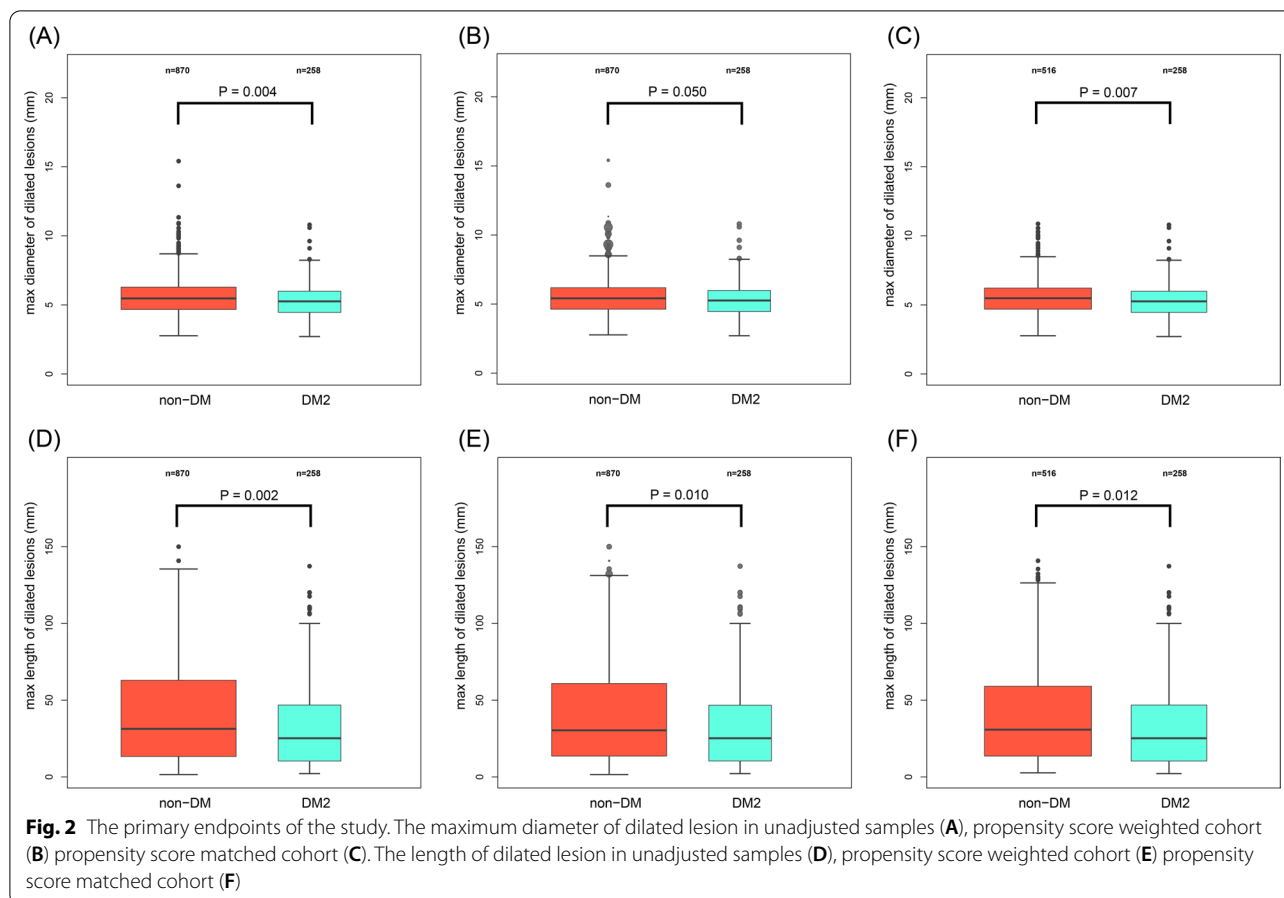 (A)
n=870 n=258
P = 0.004
max diameter of dilated lesions (mm)
20
15
10
5
0
non−DM DM2
(B)
n=870 n=258
P = 0.050
max diameter of dilated lesions (mm)
20
15
10
5
0
non−DM DM2
(C)
n=516 n=258
P = 0.007
max diameter of dilated lesions (mm)
20
15
10
5
0
non−DM DM2
(D)
n=870 n=258
P = 0.002
max length of dilated lesions (mm)
150
100
50
0
non−DM DM2
(E)
n=870 n=258
P = 0.010
max length of dilated lesions (mm)
150
100
50
0
non−DM DM2
(F)
n=516 n=258
P = 0.012
max length of dilated lesions (mm)
150
100
50
0
non−DM DM2
Fig. 2 The primary endpoints of the study. The maximum diameter of dilated lesion in unadjusted samples (A), propensity score weighted cohort
(B) propensity score matched cohort (C). The length of dilated lesion in unadjusted samples (D), propensity score weighted cohort (E) propensity
score matched cohort (F)